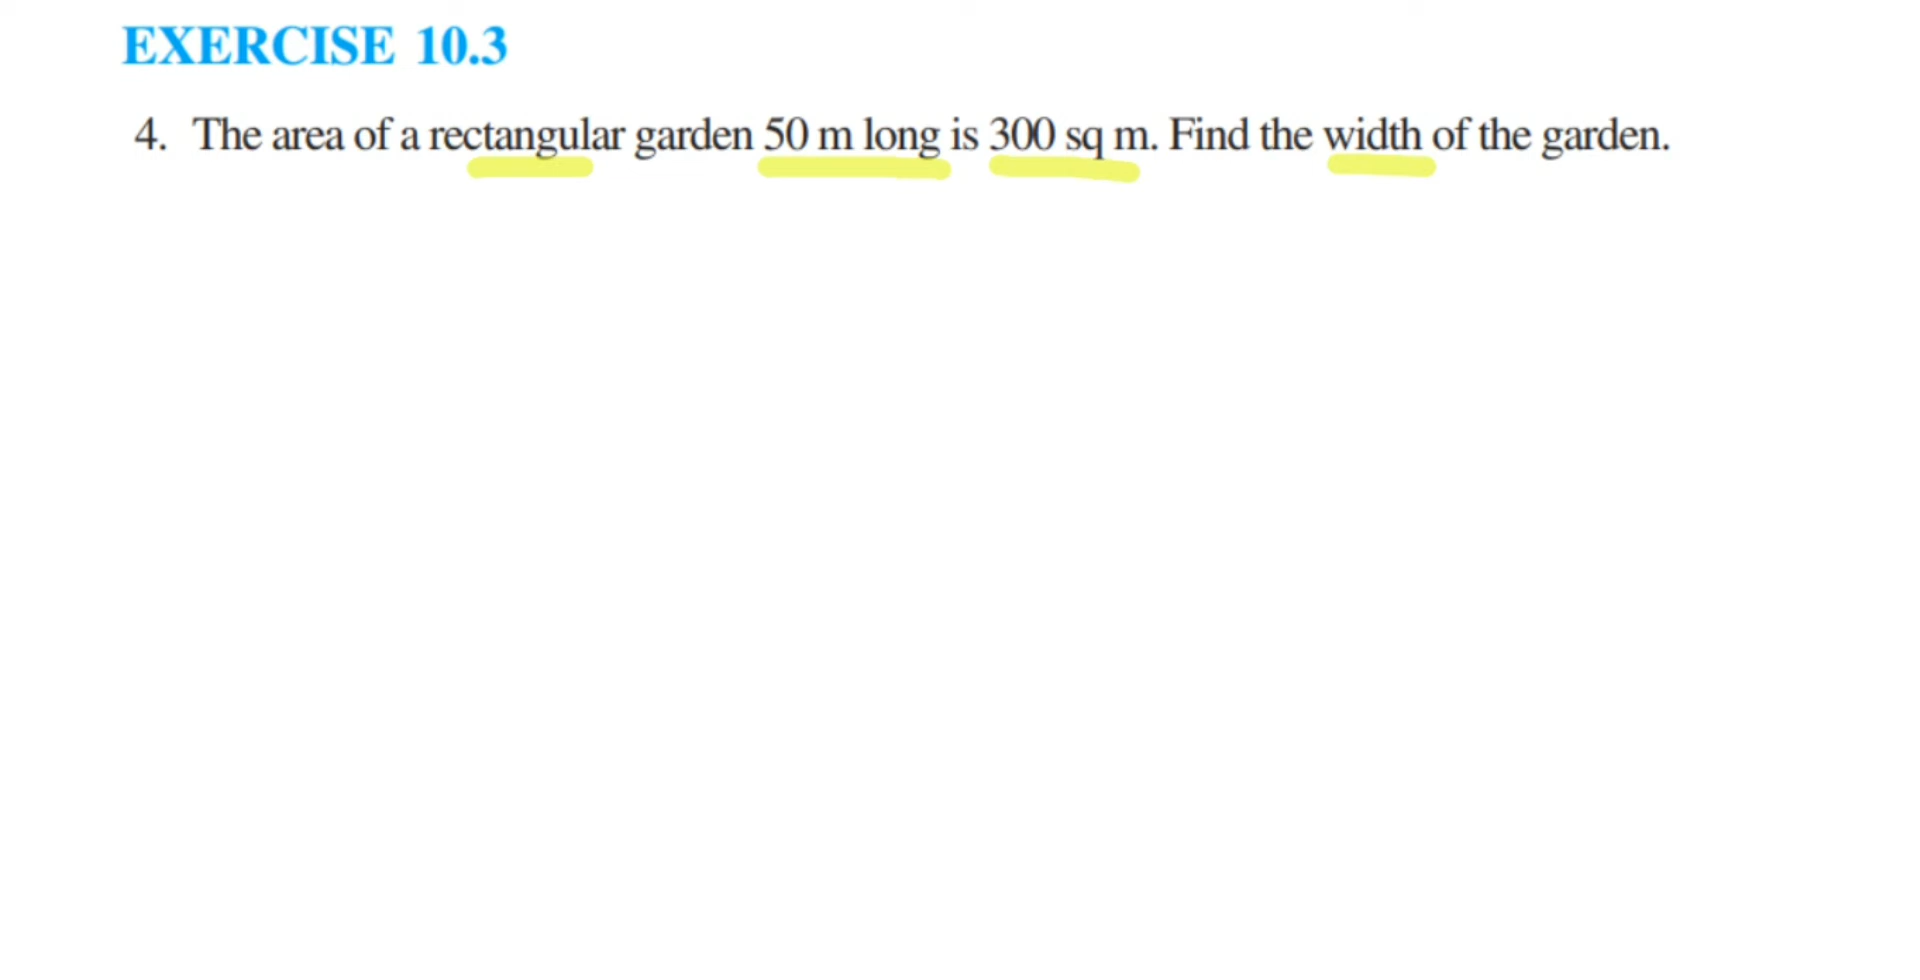 EXERCISE 10.3
4. The area of a rectangular garden 50 m long is 300 sq m. Find the width of the garden.